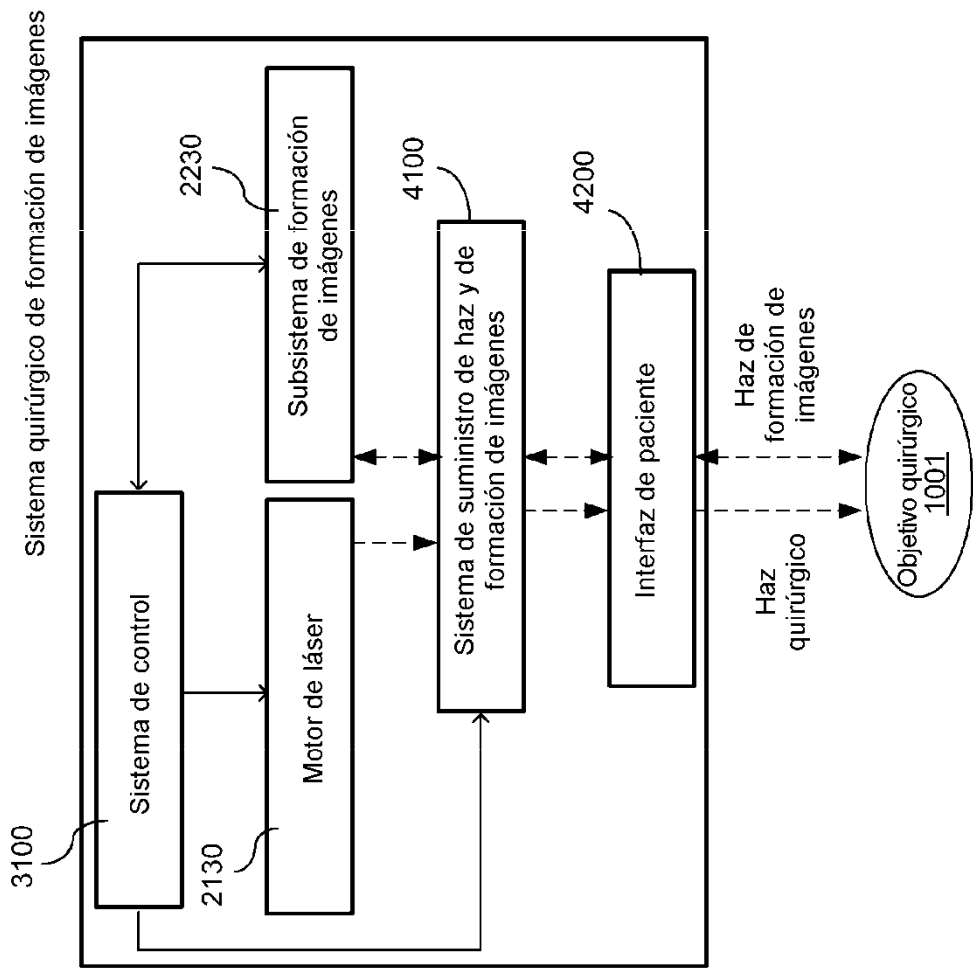 Sistema quirúrgico de formación de imágenes
3100
Sistema de control
2130
Motor de láser
2230
Subsistema de formación
de imágenes
4100
Sistema de suministro de haz y de
formación de imágenes
4200
Interfaz de paciente
Haz
quirúrgico
Haz de
formación de
imágenes
Objetivo quirúrgico
1001